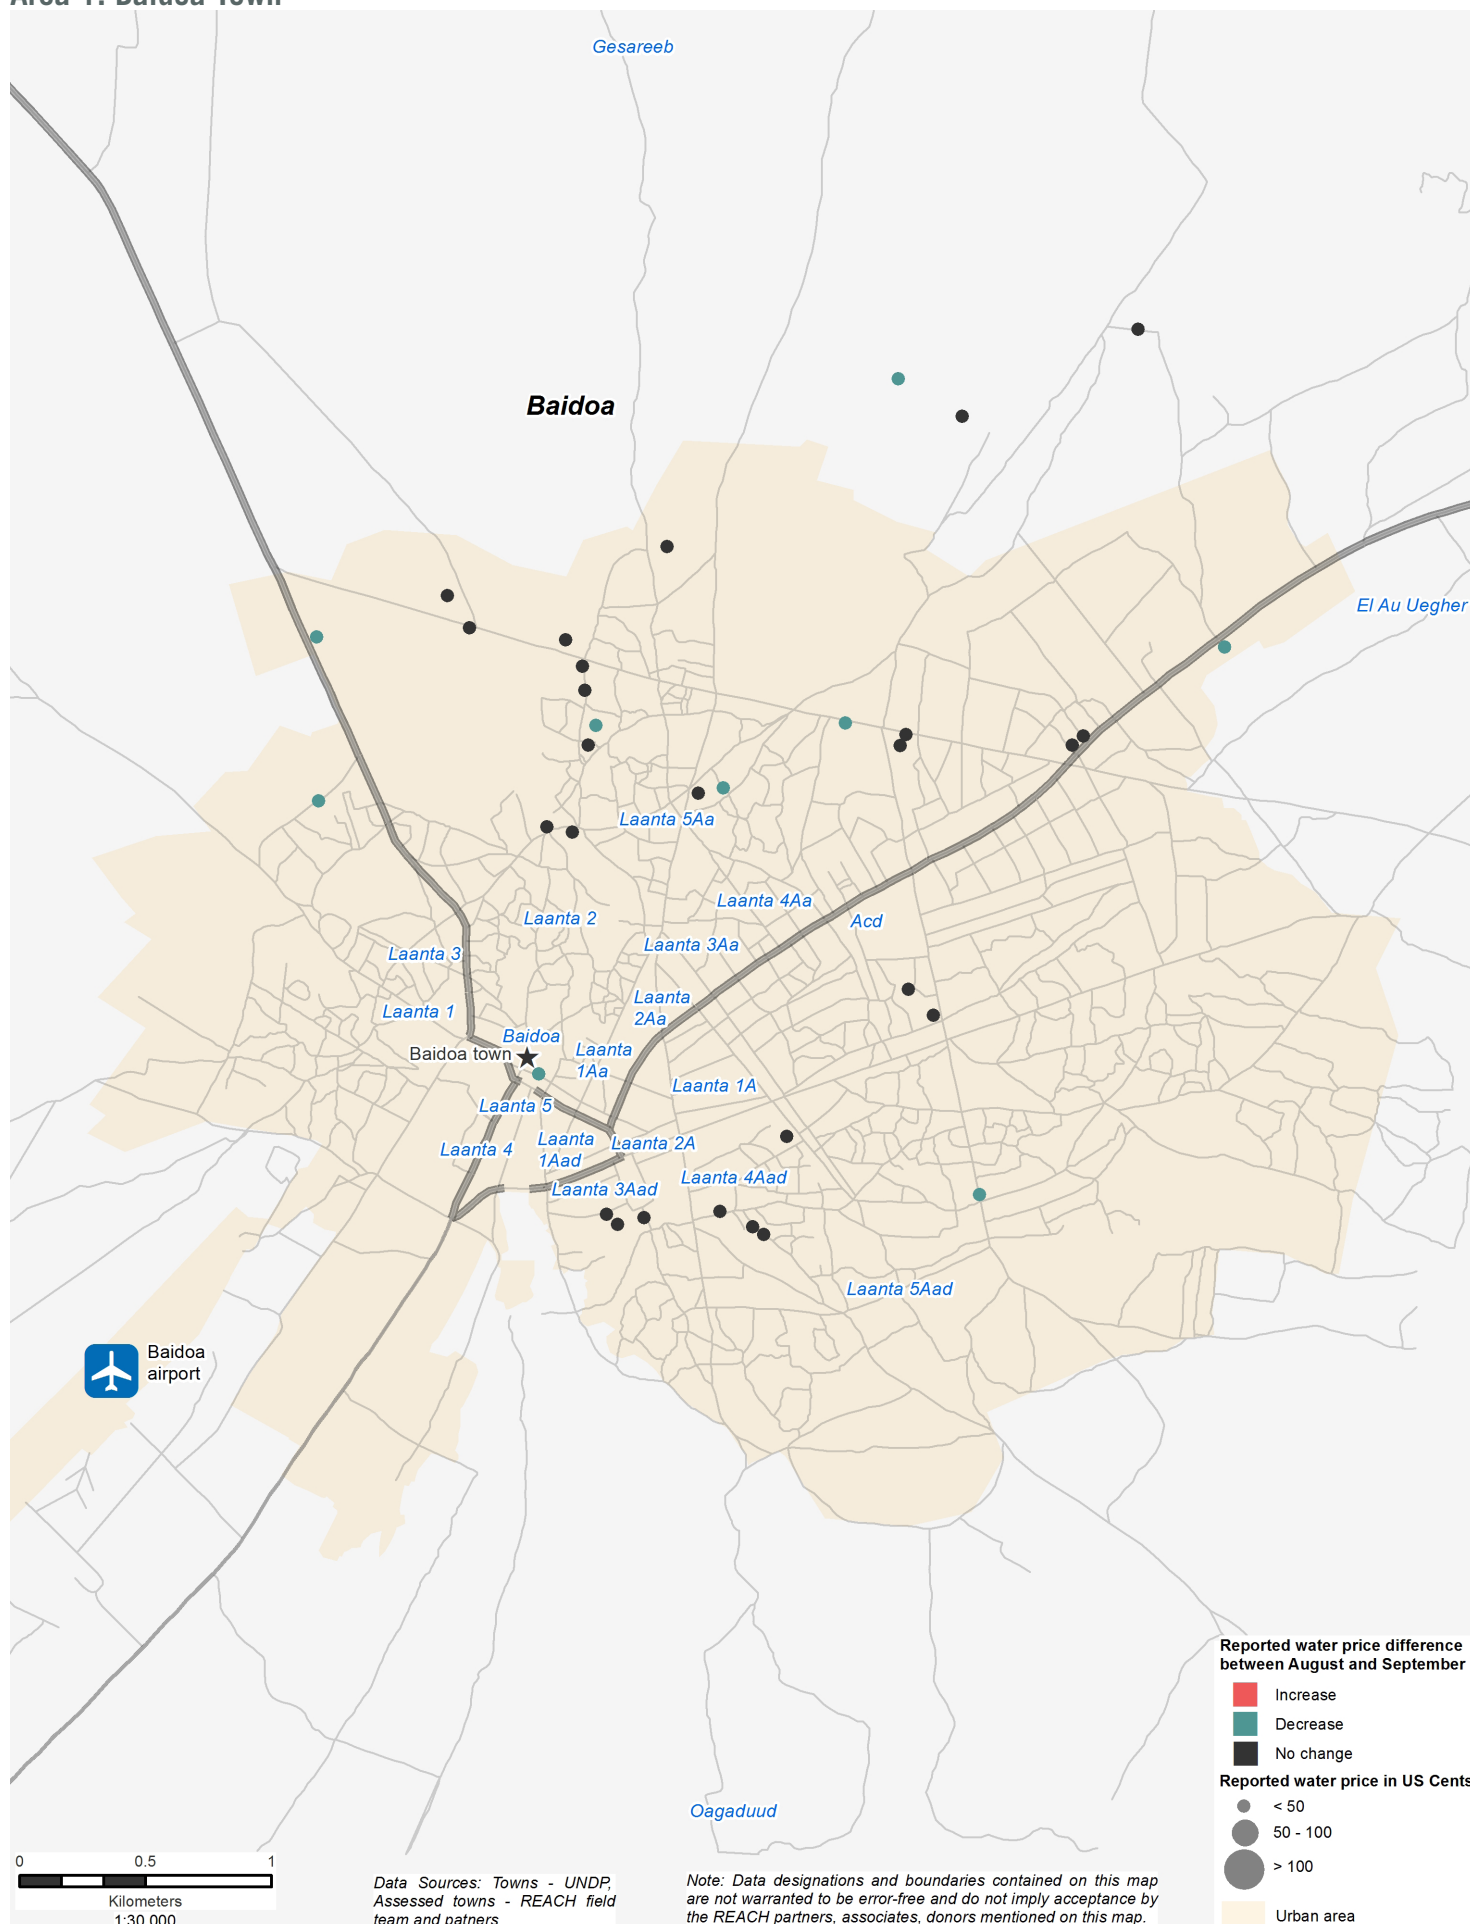 Area 1: Baidoa Town
Gesareeb
Baidoa
El Au Uegher
Laanta 5Aa
Laanta 4Aa
Laanta 2
Acd
Laanta 3Aa
Laanta 3
Laanta
2Aa
Laanta 1
Baidoa
Baidoa town
Laanta
1Aa
Laanta 1A
Laanta 5
Laanta
1Aad
Laanta 2A
Laanta 4
Laanta 4Aad
Laanta 3Aad
Laanta 5Aad
Baidoa
airport
Oagaduud
Reported water price difference
between August and September
Increase
Decrease
No change
Reported water price in US Cents
< 50
50 - 100
> 100
Urban area
0 0.5 1
Kilometers
1:30,000
Data Sources: Towns - UNDP,
Assessed towns - REACH field
team and patners
Note: Data designations and boundaries contained on this map
are not warranted to be error-free and do not imply acceptance by
the REACH partners, associates, donors mentioned on this map.